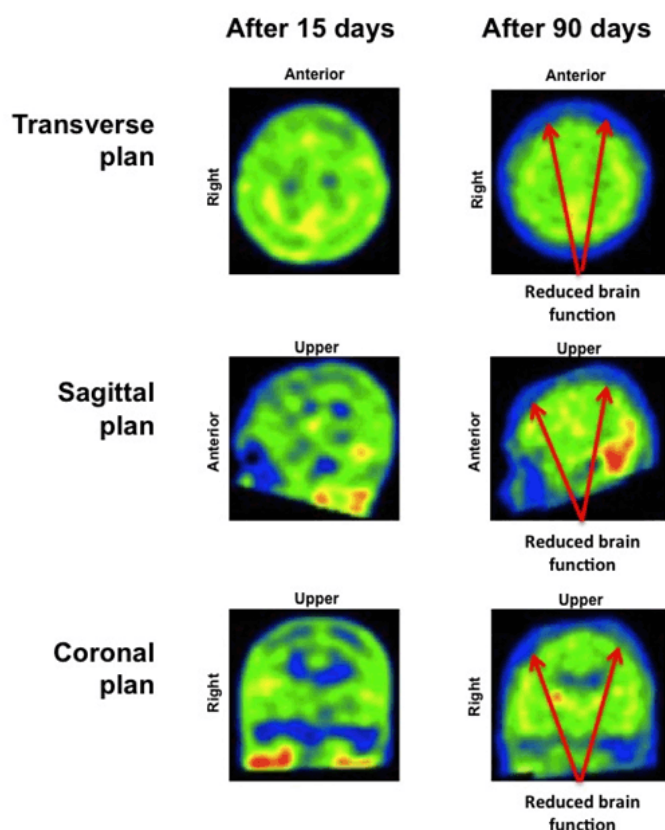 After 15 days
After 90 days
Anterior
Anterior
Transverse
plan
Right
Right
Reduced brain
function
Upper
Upper
Sagittal
plan
Anterior
Anterior
Reduced brain
function
Upper
Upper
Coronal
plan
Right
Right
Reduced brain
function